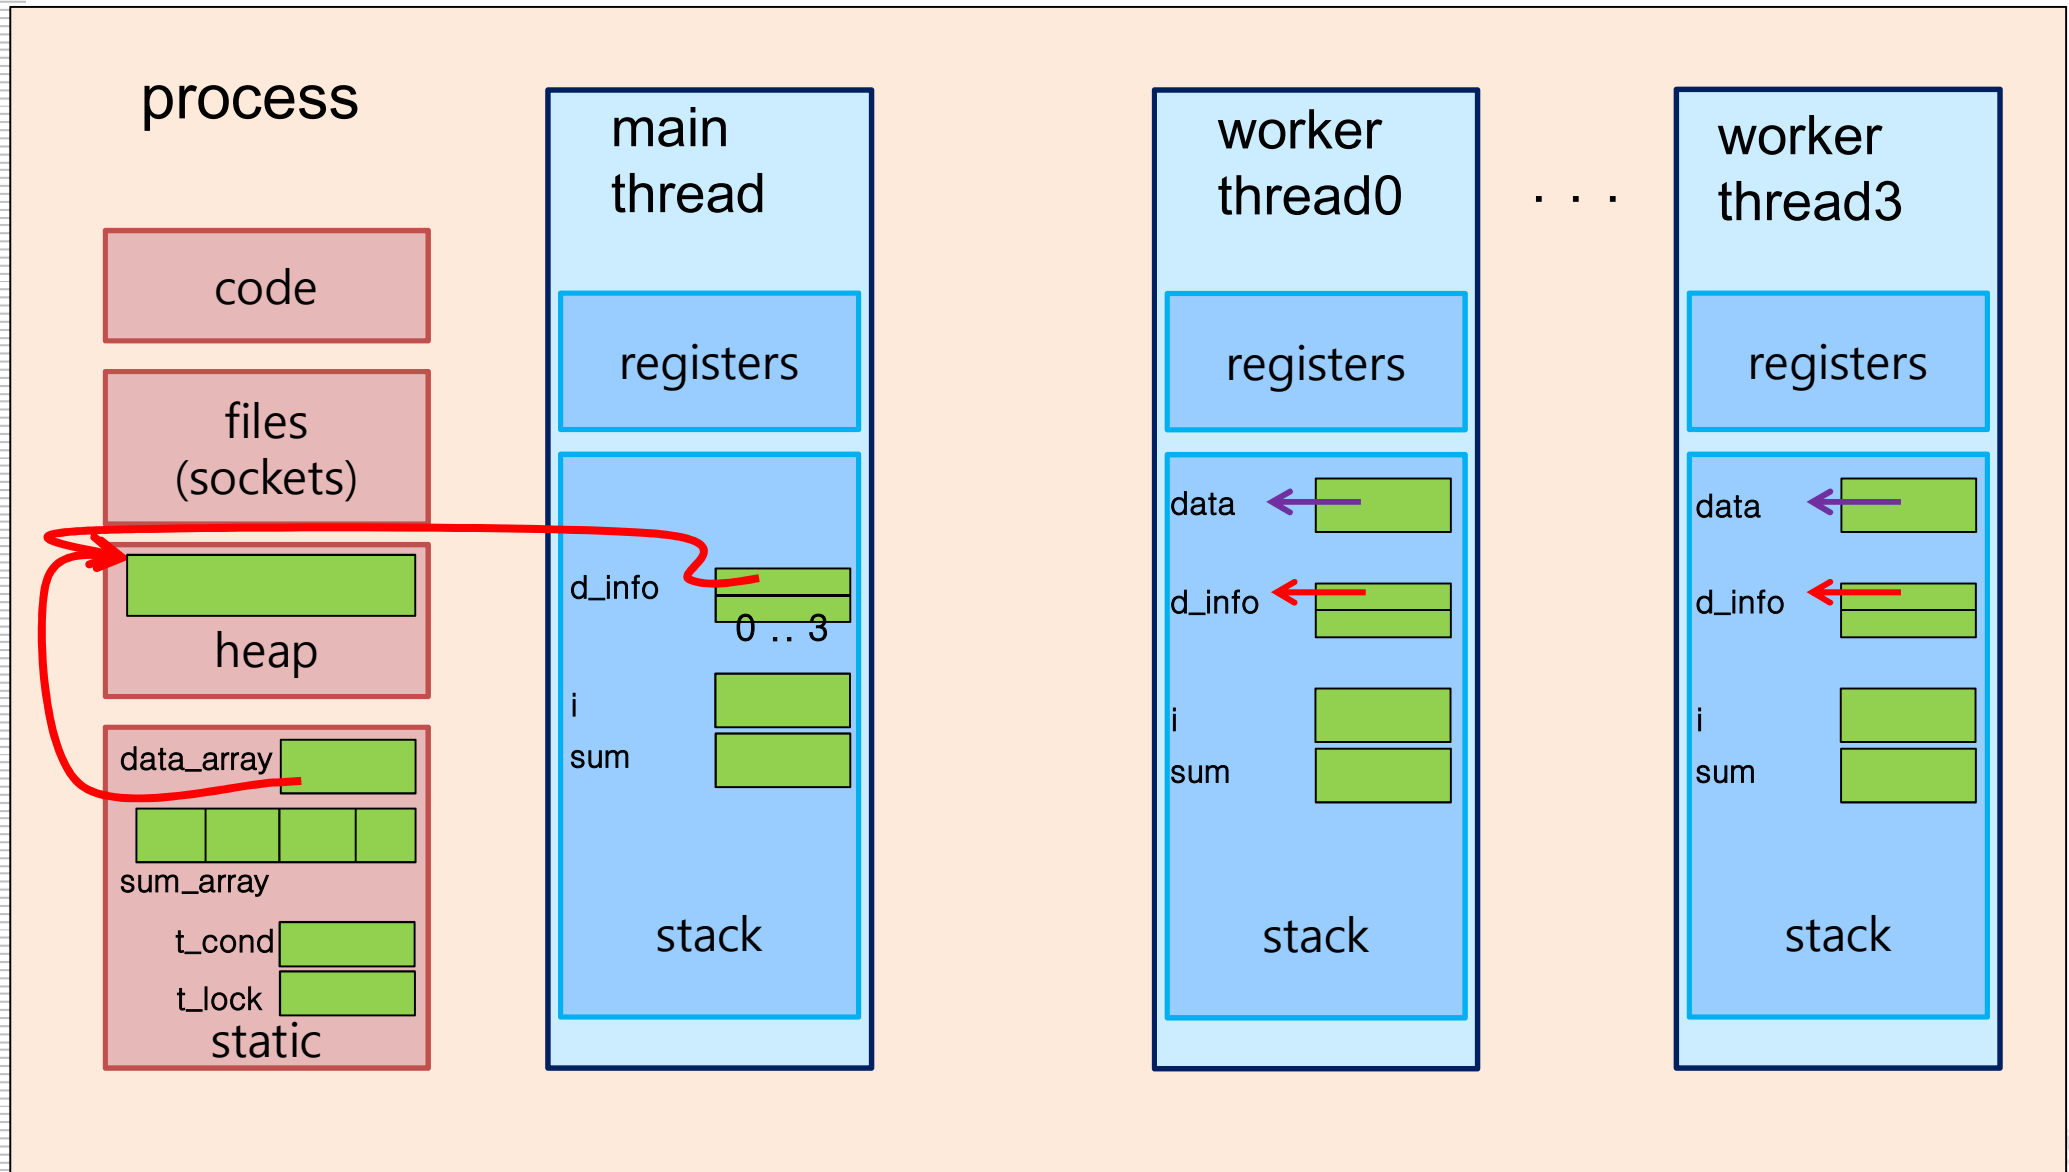 process
code
files
(sockets)
heap
data_array
sum_array
t_cond
t_lock
static
main
thread
registers
d_info
0 .. 3
i
sum
stack
worker
thread0
registers
data
d_info
i
sum
stack
. . .
worker
thread3
registers
data
d_info
i
sum
stack